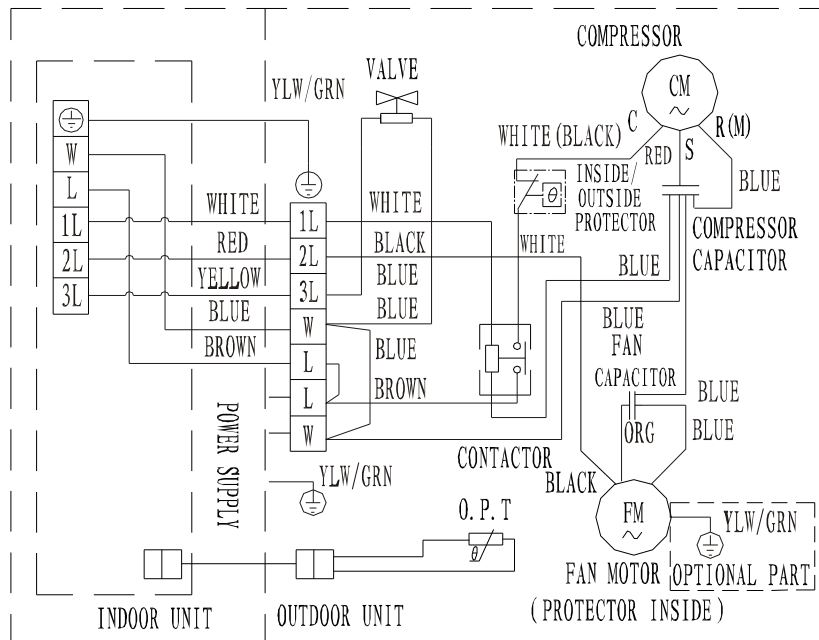 COMPRESSOR
CM
~
C
R(M)
S
VALVE
YLW/GRN
WHITE(BLACK)
RED
BLUE
INSIDE/
OUTSIDE
PROTECTOR
θ
COMPRESSOR
CAPACITOR
W
L
1L
2L
3L
WHITE
RED
YELLOW
BLUE
BROWN
1L
2L
3L
W
L
L
W
WHITE
BLACK
BLUE
BLUE
BLUE
BROWN
WHITE
BLUE
BLUE
FAN
CAPACITOR
BLUE
ORG
BLUE
CONTACTOR
BLACK
POWER SUPPLY
YLW/GRN
O.P.T
θ
FM
~
YLW/GRN
FAN MOTOR
OPTIONAL PART
(PROTECTOR INSIDE)
INDOOR UNIT
OUTDOOR UNIT